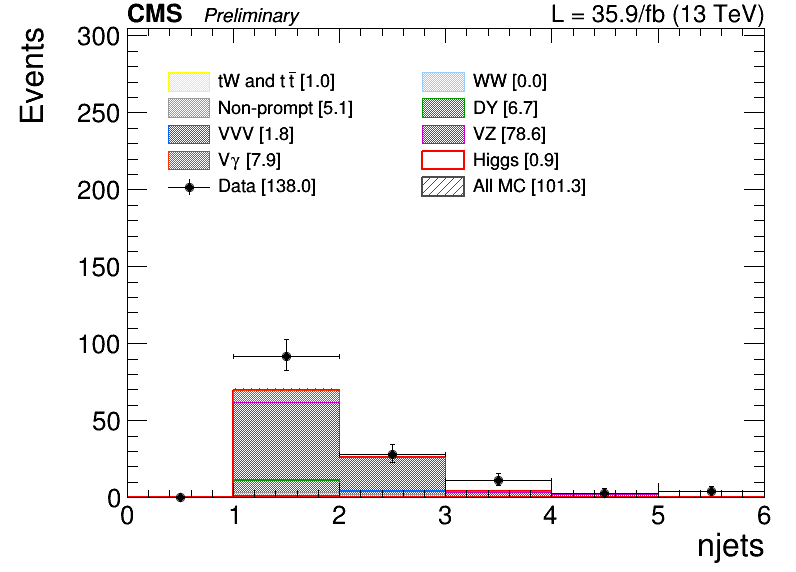 CMS Preliminary L = 35.9/fb (13 TeV)
Events
300
250
200
150
100
50
0
tW and t t̅ [1.0] WW [0.0]
Non-prompt [5.1] DY [6.7]
VVV [1.8] VZ [78.6]
Vγ [7.9] Higgs [0.9]
Data [138.0] All MC [101.3]
0 1 2 3 4 5 6
njets